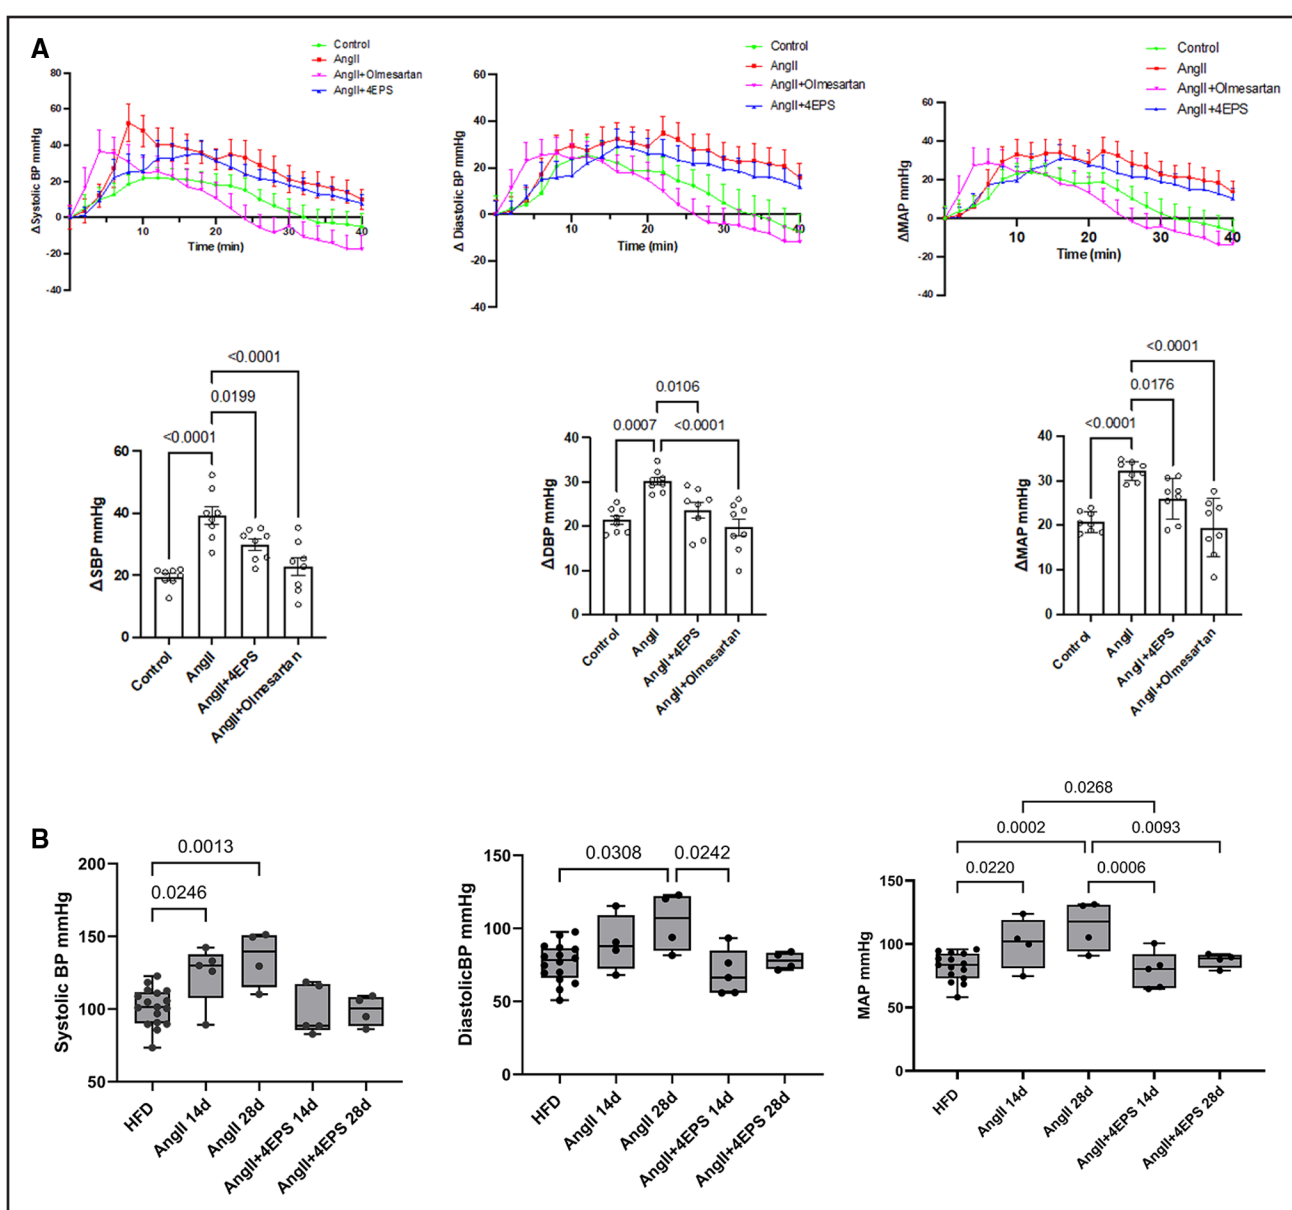 A
Control
AngII
AngII+Olmesartan
AngII+4EPS
Δ Systolic BP mmHg
80
60
40
20
0
-20
-40
10
20
30
40
Time (min)
Control
AngII
AngII+Olmesartan
AngII+4EPS
Δ Diastolic BP mmHg
60
40
20
0
-20
-40
10
20
30
40
Time (min)
Control
AngII
AngII+Olmesartan
AngII+4EPS
ΔMAP mmHg
60
40
20
0
-20
-40
10
20
30
40
Time (min)
<0.0001
0.0199
<0.0001
ΔSBP mmHg
60
40
20
0
Control
AngII
AngII+4EPS
AngII+Olmesartan
0.0106
0.0007
<0.0001
ΔDBP mmHg
40
30
20
10
0
Control
AngII
AngII+4EPS
AngII+Olmesartan
<0.0001
0.0176
<0.0001
ΔMAP mmHg
40
30
20
10
0
Control
AngII
AngII+4EPS
AngII+Olmesartan
B
0.0013
0.0246
Systolic BP mmHg
200
150
100
50
HFD
AngII 14d
AngII 28d
AngII+4EPS 14d
AngII+4EPS 28d
0.0308
0.0242
DiastolicBP mmHg
150
100
50
0
HFD
AngII 14d
AngII 28d
AngII+4EPS 14d
AngII+4EPS 28d
0.0268
0.0002
0.0093
0.0220
0.0006
MAP mmHg
150
100
50
0
HFD
AngII 14d
AngII 28d
AngII+4EPS 14d
AngII+4EPS 28d